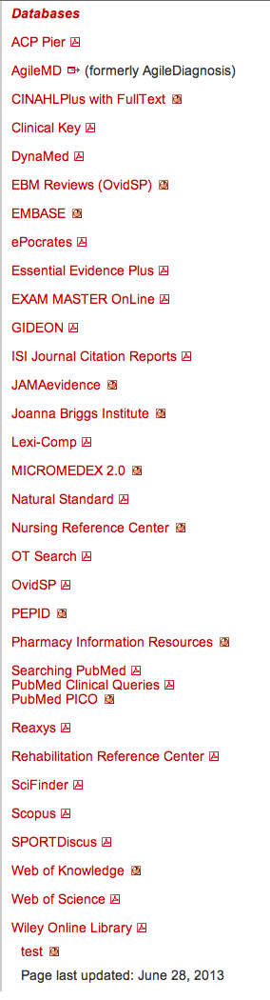 Databases
ACP Pier
AgileMD (formerly AgileDiagnosis)
CINAHLPlus with FullText
Clinical Key
DynaMed
EBM Reviews (OvidSP)
EMBASE
ePocrates
Essential Evidence Plus
EXAM MASTER OnLine
GIDEON
ISI Journal Citation Reports
JAMAevidence
Joanna Briggs Institute
Lexi-Comp
MICROMEDEX 2.0
Natural Standard
Nursing Reference Center
OT Search
OvidSP
PEPID
Pharmacy Information Resources
Searching PubMed
PubMed Clinical Queries
PubMed PICO
Reaxys
Rehabilitation Reference Center
SciFinder
Scopus
SPORTDiscus
Web of Knowledge
Web of Science
Wiley Online Library
test
Page last updated: June 28, 2013